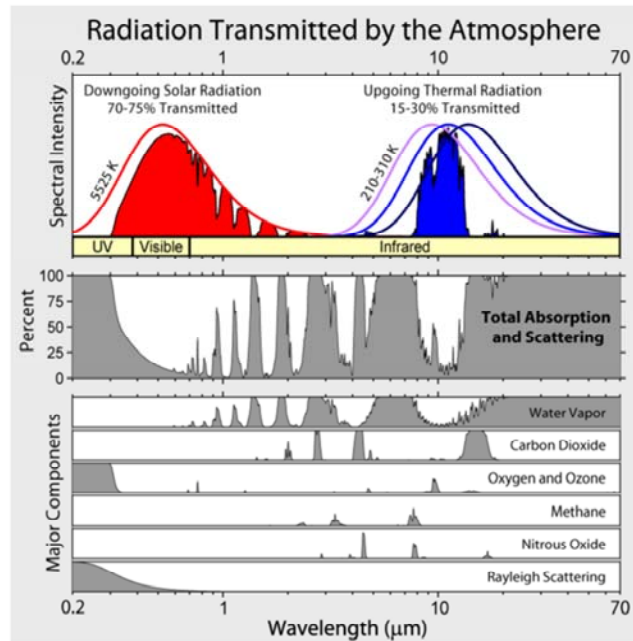 Radiation Transmitted by the Atmosphere
0.2 1 10 70
Downgoing Solar Radiation
70-75% Transmitted
Upgoing Thermal Radiation
15-30% Transmitted
Spectral Intensity
5525 K
210-310 K
UV Visible Infrared
Percent
100
75
50
25
0
Total Absorption
and Scattering
Major Components
Water Vapor
Carbon Dioxide
Oxygen and Ozone
Methane
Nitrous Oxide
Rayleigh Scattering
0.2 1 10 70
Wavelength (μm)